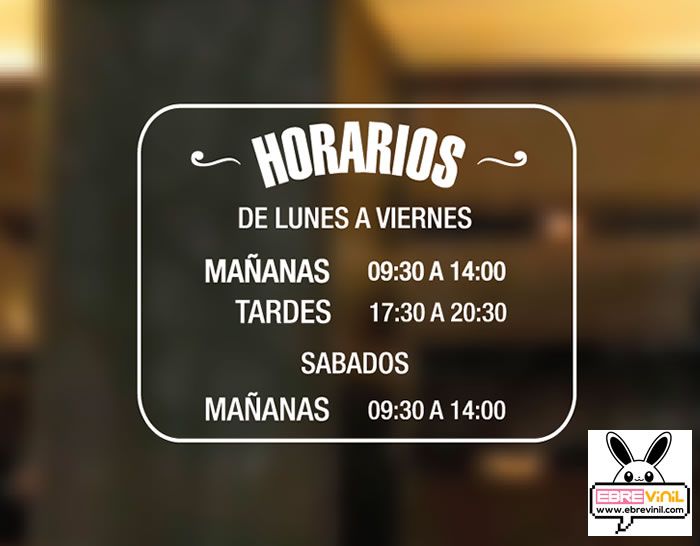 HORARIOS
DE LUNES A VIERNES
MAÑANAS 09:30 A 14:00
TARDES 17:30 A 20:30
SABADOS
MAÑANAS 09:30 A 14:00
EBREVINIL
www.ebrevinil.com